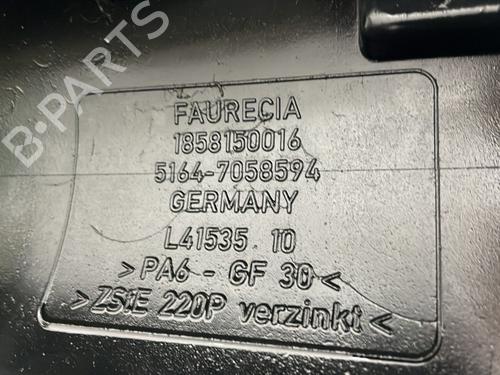 B-PARTS
FAURECIA
1858150016
5164-7058594
GERMANY
L41535 10
>PA6 - GF 30<
>ZStE 220P verzinkt<